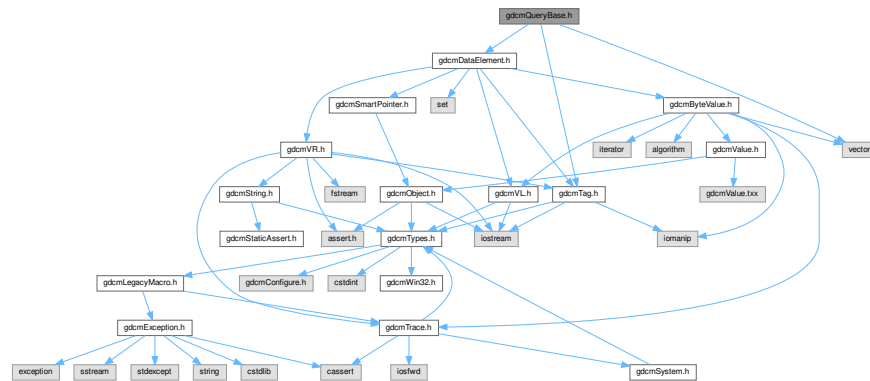 gdcmQueryBase.h
gdcmDataElement.h
gdcmSmartPointer.h
set
gdcmByteValue.h
gdcmVR.h
iterator
algorithm
gdcmValue.h
vector
gdcmString.h
fstream
gdcmObject.h
gdcmVL.h
gdcmTag.h
gdcmValue.txx
gdcmStaticAssert.h
assert.h
gdcmTypes.h
iostream
iomanip
gdcmLegacyMacro.h
gdcmConfigure.h
cstdint
gdcmWin32.h
gdcmException.h
gdcmTrace.h
exception
sstream
stdexcept
string
cstdlib
cassert
iosfwd
gdcmSystem.h